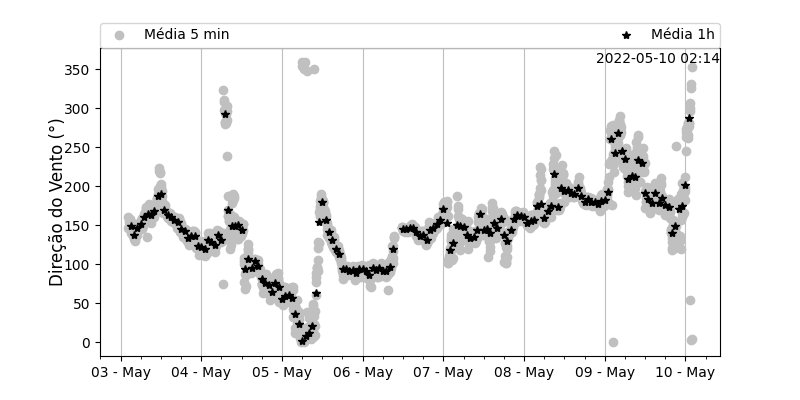 Média 5 min
Média 1h
2022-05-10 02:14
Direção do Vento (°)
350
300
250
200
150
100
50
0
03 - May
04 - May
05 - May
06 - May
07 - May
08 - May
09 - May
10 - May